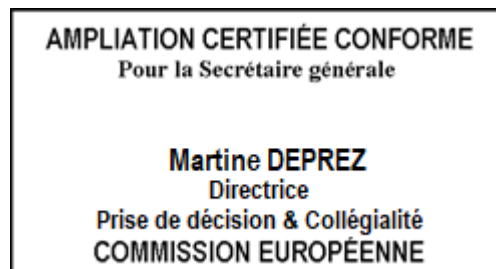 AMPLIATION CERTIFIÉE CONFORME
Pour la Secrétaire générale
Martine DEPREZ
Directrice
Prise de décision & Collégialité
COMMISSION EUROPÉENNE